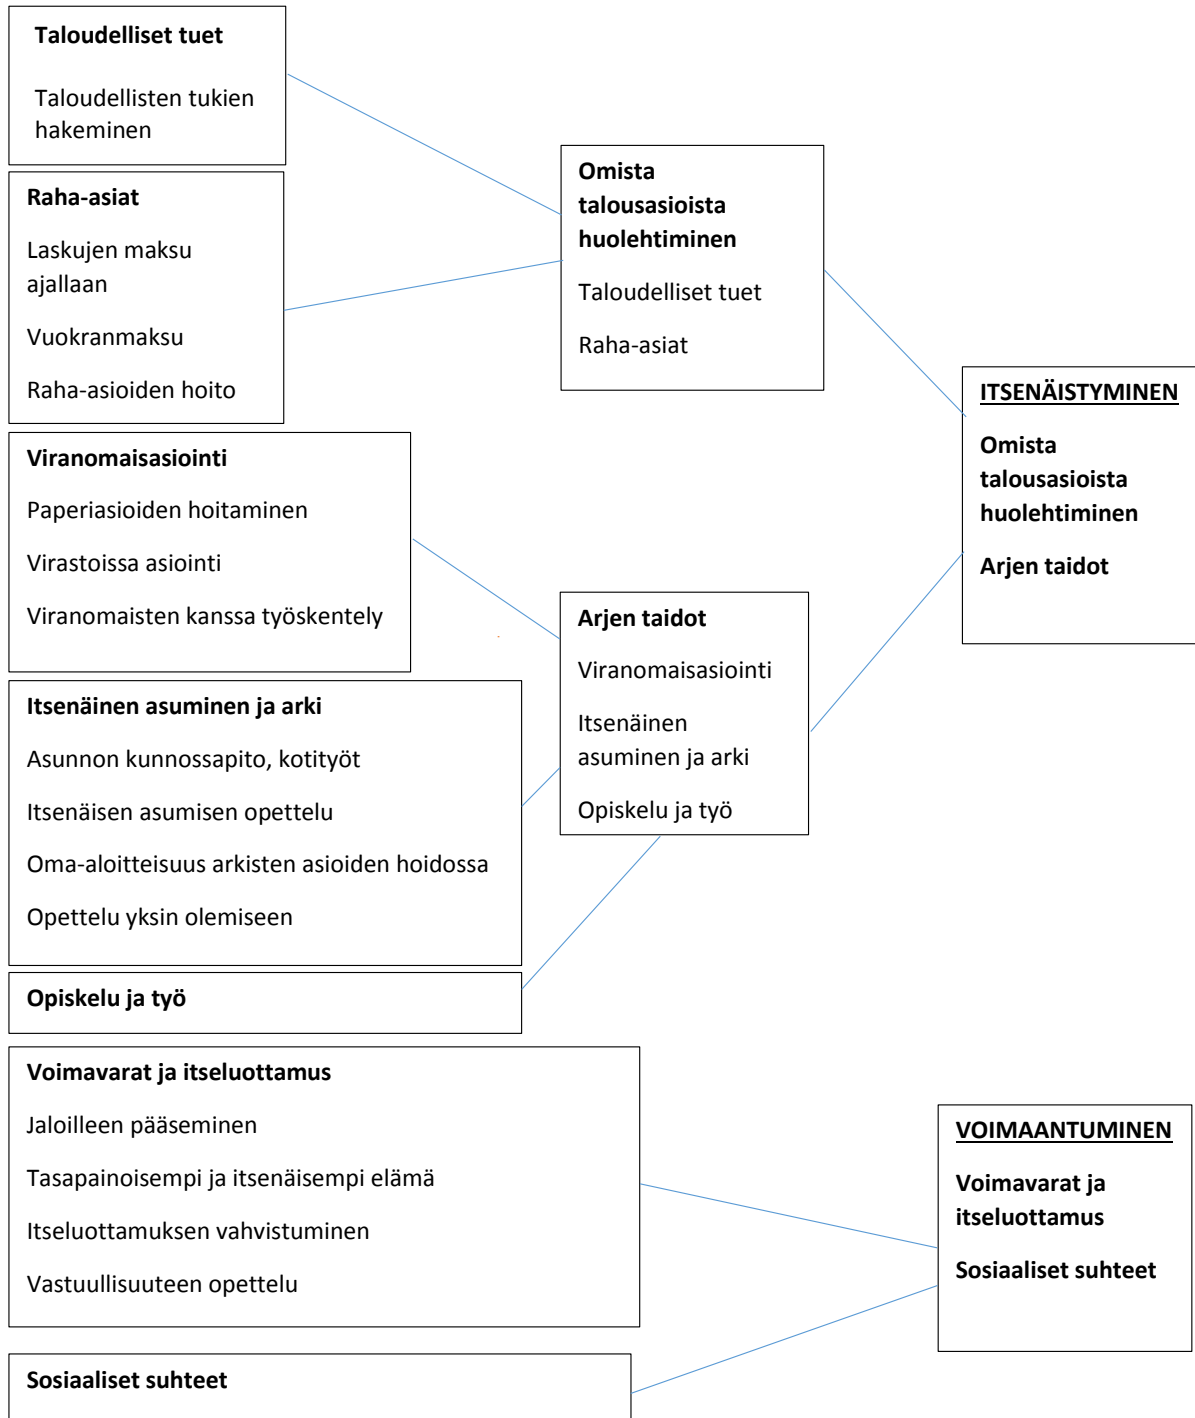 Taloudelliset tuet
Taloudellisten tukien
hakeminen
Raha-asiat
Laskujen maksu
ajallaan
Vuokranmaksu
Raha-asioiden hoito
Viranomaisasiointi
Paperiasioiden hoitaminen
Virastoissa asiointi
Viranomaisten kanssa työskentely
Itsenäinen asuminen ja arki
Asunnon kunnossapito, kotityöt
Itsenäisen asumisen opettelu
Oma-aloitteisuus arkisten asioiden hoidossa
Opettelu yksin olemiseen
Opiskelu ja työ
Voimavarat ja itseluottamus
Jaloilleen pääseminen
Tasapainoisempi ja itsenäisempi elämä
Itseluottamuksen vahvistuminen
Vastuullisuuteen opettelu
Sosiaaliset suhteet
Omista
talousasioista
huolehtiminen
Taloudelliset tuet
Raha-asiat
Arjen taidot
Viranomaisasiointi
Itsenäinen
asuminen ja arki
Opiskelu ja työ
ITSENÄISTYMINEN
Omista
talousasioista
huolehtiminen
Arjen taidot
VOIMAANTUMINEN
Voimavarat ja
itseluottamus
Sosiaaliset suhteet